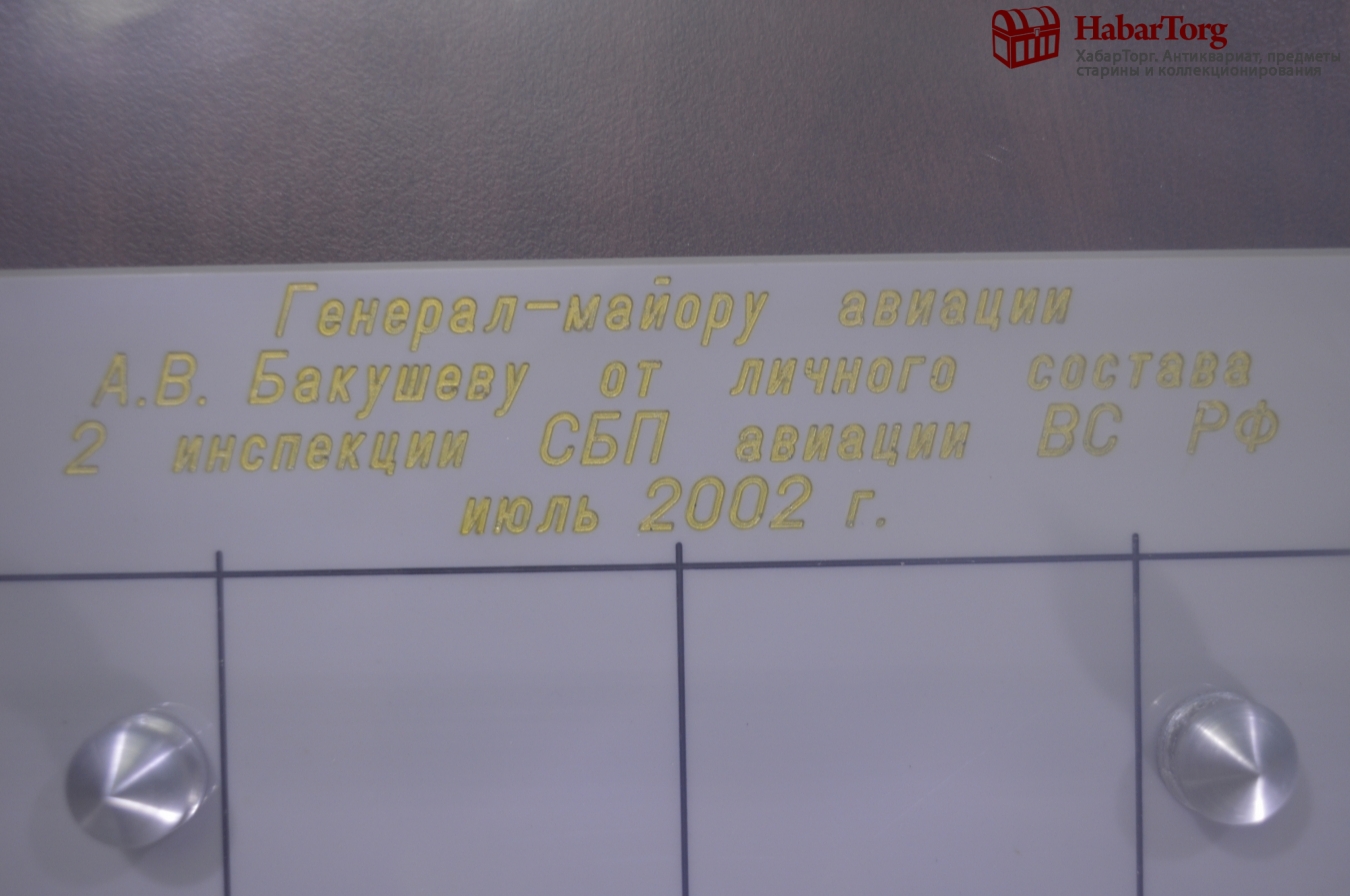 HabarTorg
ХабарТорг. Антиквариат, предметы
старины и коллекционирования
Генерал-майору авиации
А.В. Бакушеву от личного состава
2 инспекции СБП авиации ВС РФ
июль 2002 г.